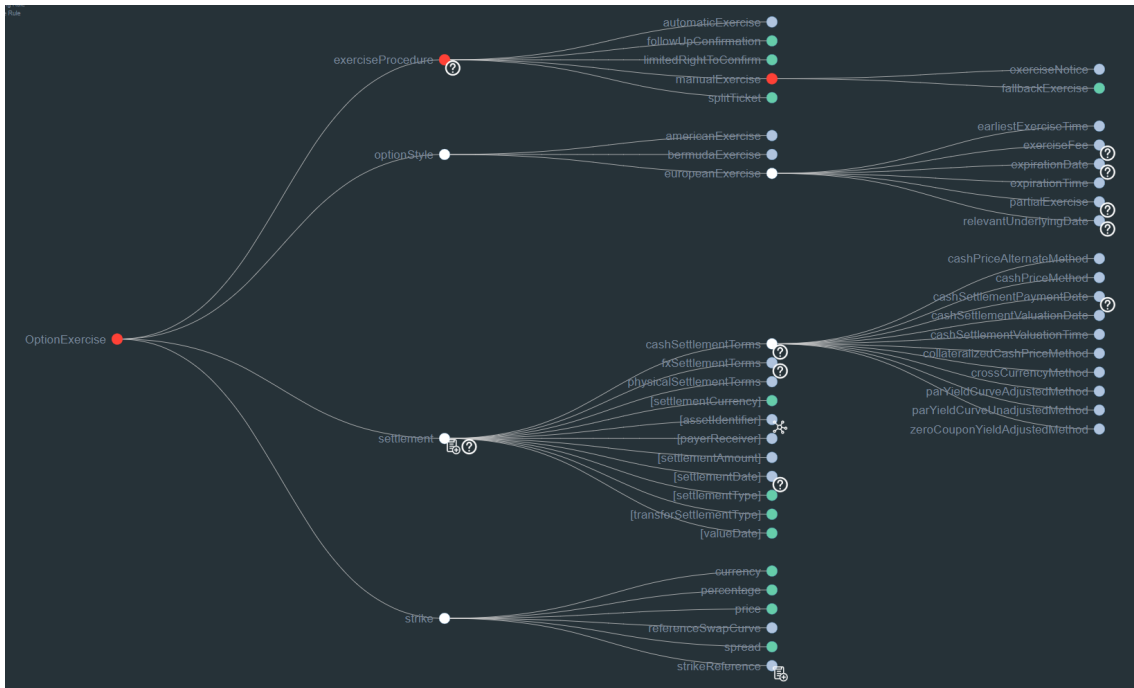 Rule
OptionExercise
exerciseProcedure
automaticExercise
followUpConfirmation
limitedRightToConfirm
manualExercise
exerciseNotice
fallbackExercise
splitTicket
optionStyle
americanExercise
bermudaExercise
europeanExercise
earliestExerciseTime
exerciseFee
expirationDate
expirationTime
partialExercise
relevantUnderlyingDate
settlement
cashSettlementTerms
cashPriceAlternateMethod
cashPriceMethod
cashSettlementPaymentDate
cashSettlementValuationDate
cashSettlementValuationTime
collateralizedCashPriceMethod
crossCurrencyMethod
parYieldCurveAdjustedMethod
parYieldCurveUnadjustedMethod
zeroCouponYieldAdjustedMethod
fxSettlementTerms
physicalSettlementTerms
[settlementCurrency]
[assetIdentifier]
[payerReceiver]
[settlementAmount]
[settlementDate]
[settlementType]
[transferSettlementType]
[valueDate]
strike
currency
percentage
price
referenceSwapCurve
spread
strikeReference